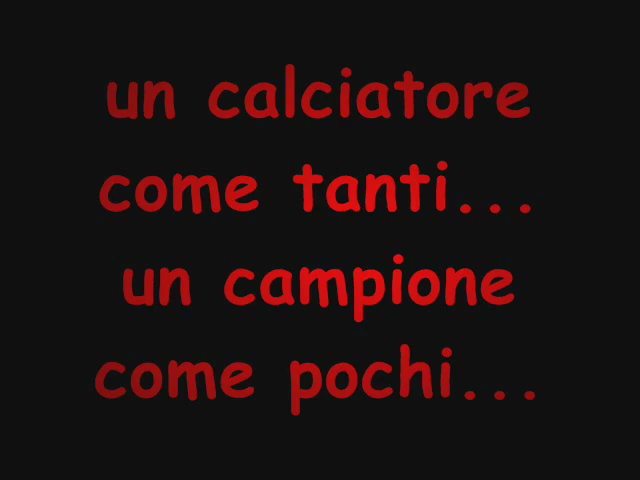 un calciatore
come tanti...
un campione
come pochi...